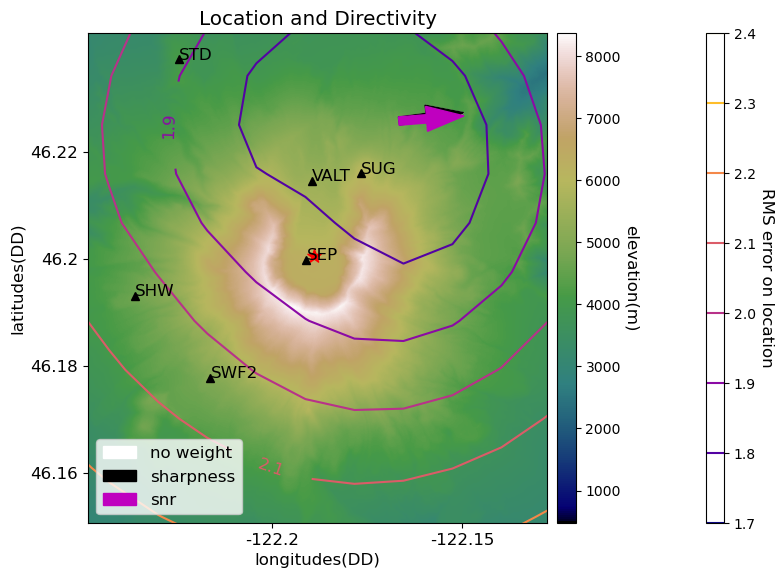 Location and Directivity
STD
1.9
VALT
SUG
SEP
SHW
SWF2
2.1
no weight
sharpness
snr
46.22
46.2
46.18
46.16
latitudes(DD)
-122.2
-122.15
longitudes(DD)
8000
7000
6000
5000
4000
3000
2000
1000
elevation(m)
2.4
2.3
2.2
2.1
2.0
1.9
1.8
1.7
RMS error on location